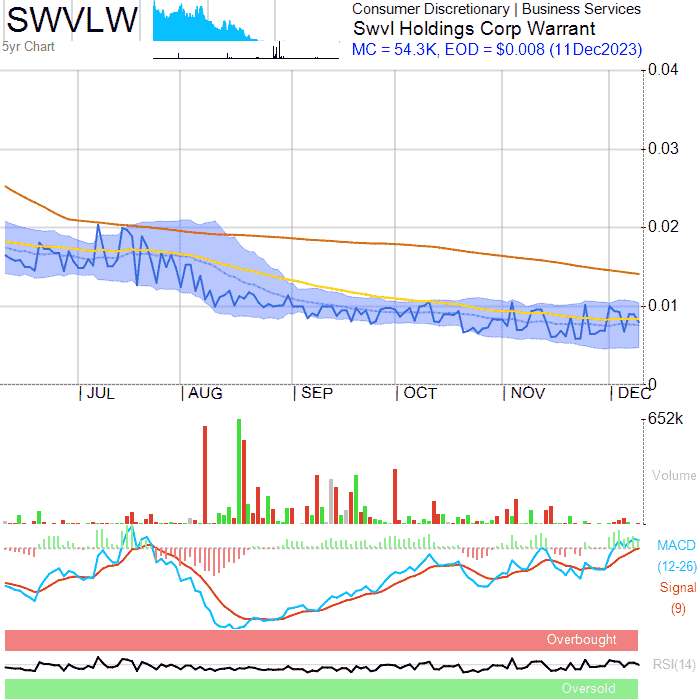 SWVLW
5yr Chart
Consumer Discretionary | Business Services
Swvl Holdings Corp Warrant
MC = 54.3K, EOD = $0.008 (11Dec2023)
0.04
0.03
0.02
0.01
0
JUL AUG SEP OCT NOV DEC
652k
Volume
MACD
(12-26)
Signal
(9)
Overbought
RSI(14)
Oversold